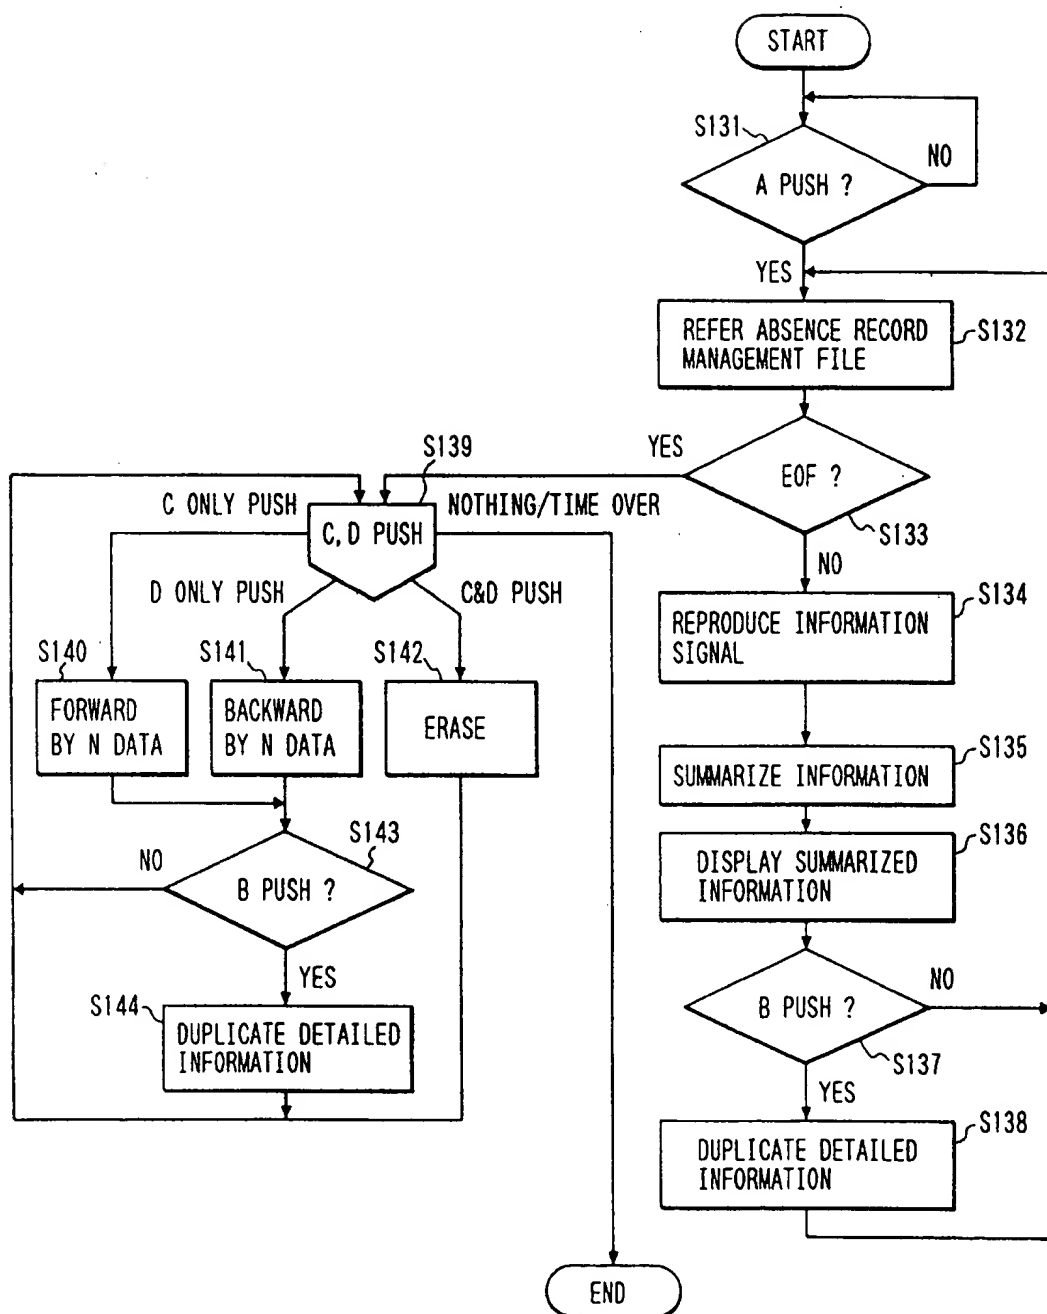 START
S131
A PUSH ?
NO
YES
REFER ABSENCE RECORD
MANAGEMENT FILE
S132
EOF ?
S133
YES
NO
REPRODUCE INFORMATION
SIGNAL
S134
SUMMARIZE INFORMATION
S135
DISPLAY SUMMARIZED
INFORMATION
S136
B PUSH ?
S137
NO
YES
DUPLICATE DETAILED
INFORMATION
S138
S139
C ONLY PUSH
NOTHING/TIME OVER
C, D PUSH
D ONLY PUSH
C&D PUSH
S140
FORWARD
BY N DATA
S141
BACKWARD
BY N DATA
S142
ERASE
S143
B PUSH ?
NO
YES
S144
DUPLICATE DETAILED
INFORMATION
END